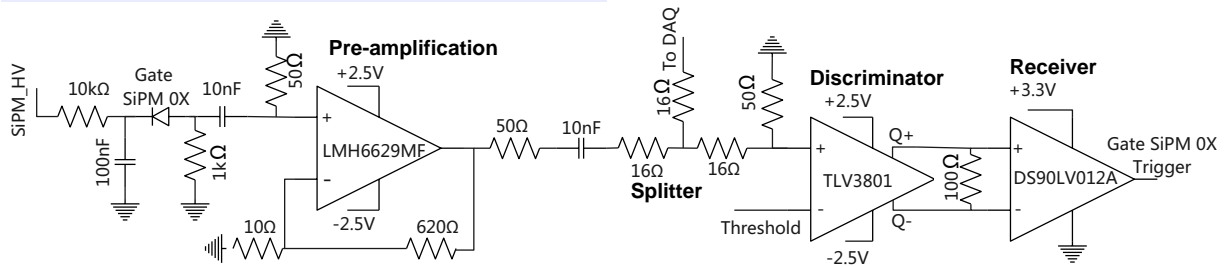 SiPM_HV
10kΩ
100nF
Gate
SiPM 0X
1kΩ
10nF
50Ω
Pre-amplification
+2.5V
+
LMH6629MF
-
-2.5V
10Ω
620Ω
50Ω
10nF
16Ω
Splitter
16Ω
To DAQ
16Ω
50Ω
Discriminator
+2.5V
+
TLV3801
-
Threshold
-2.5V
Q+
Q-
100Ω
Receiver
+3.3V
+
DS90LV012A
-
Gate SiPM 0X
Trigger